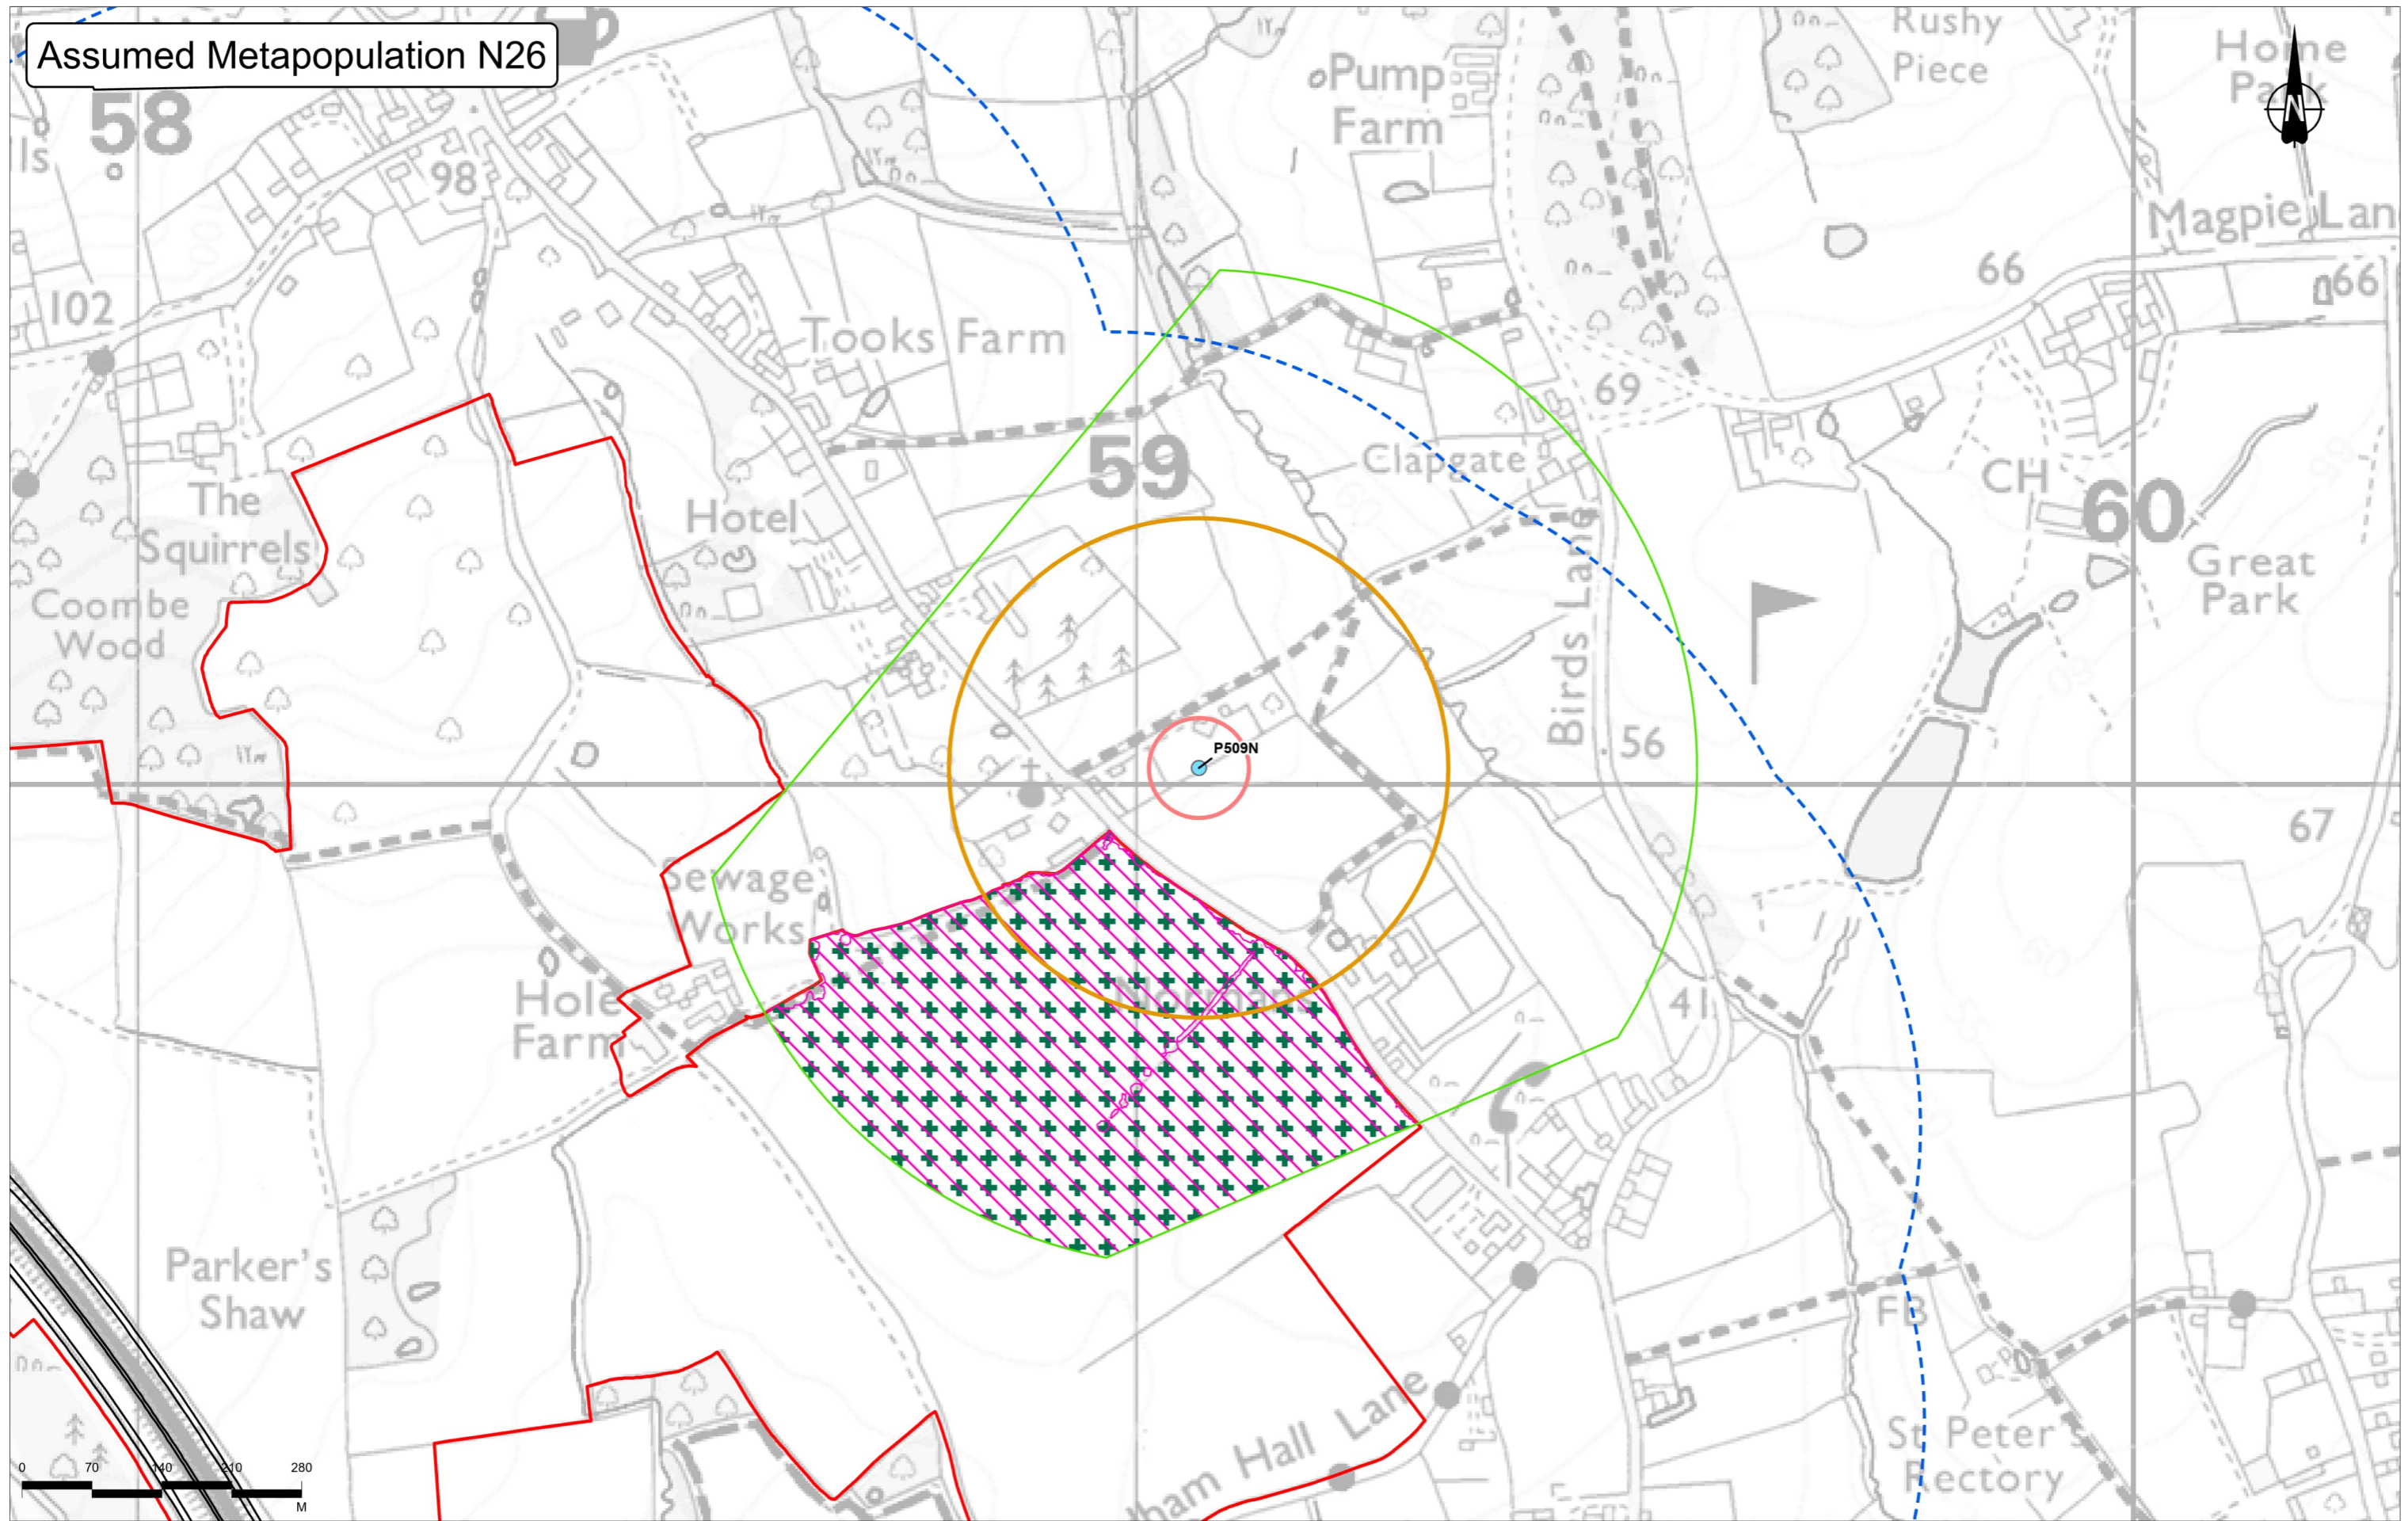 Assumed Metapopulation N26
N
58
98
102
Pump
Farm
Rushy
Piece
Home
Park
Magpie Lan
66
66
Tooks Farm
69
59
Clapgate
CH
60
Great
Park
The
Squirrels
Hotel
Coombe
Wood
Birds Lane
56
P509N
67
Sewage
Works
Hole
Farm
41
Parker's
Shaw
FB
St Peter's
Rectory
Hall Lane
0
70
140
210
280
M